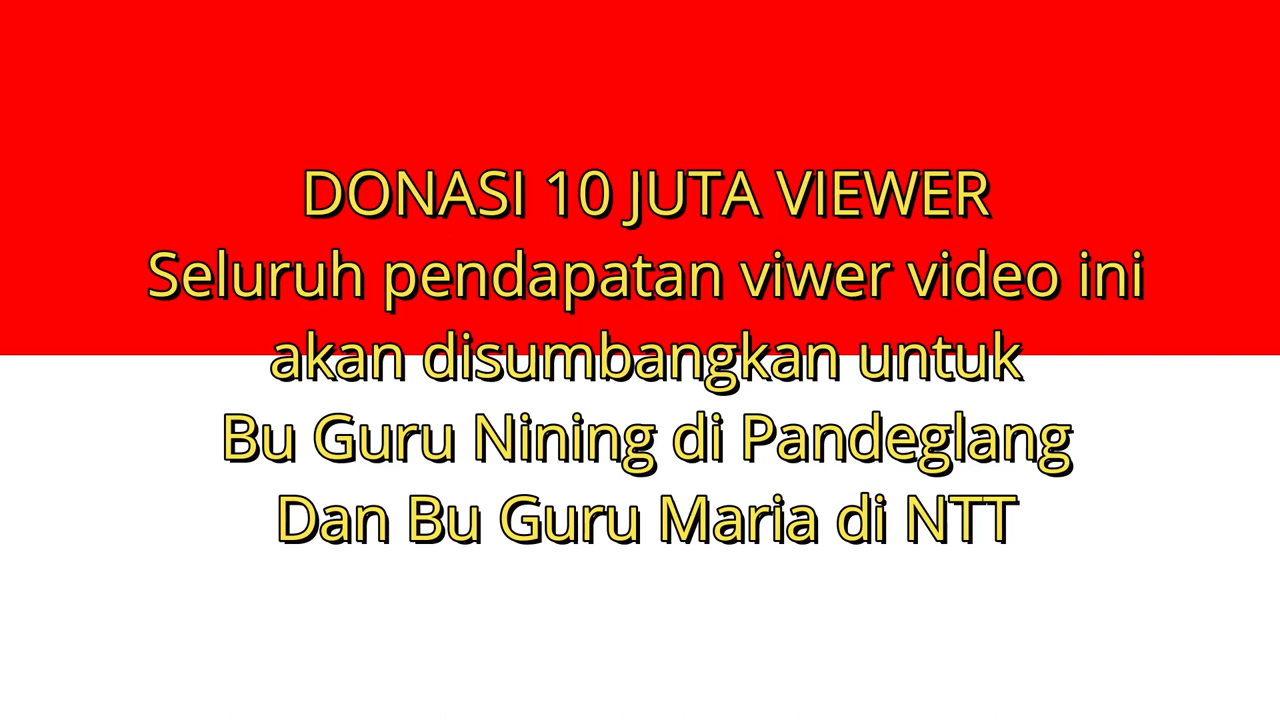 DONASI 10 JUTA VIEWER
Seluruh pendapatan viwer video ini
akan disumbangkan untuk
Bu Guru Nining di Pandeglang
Dan Bu Guru Maria di NTT